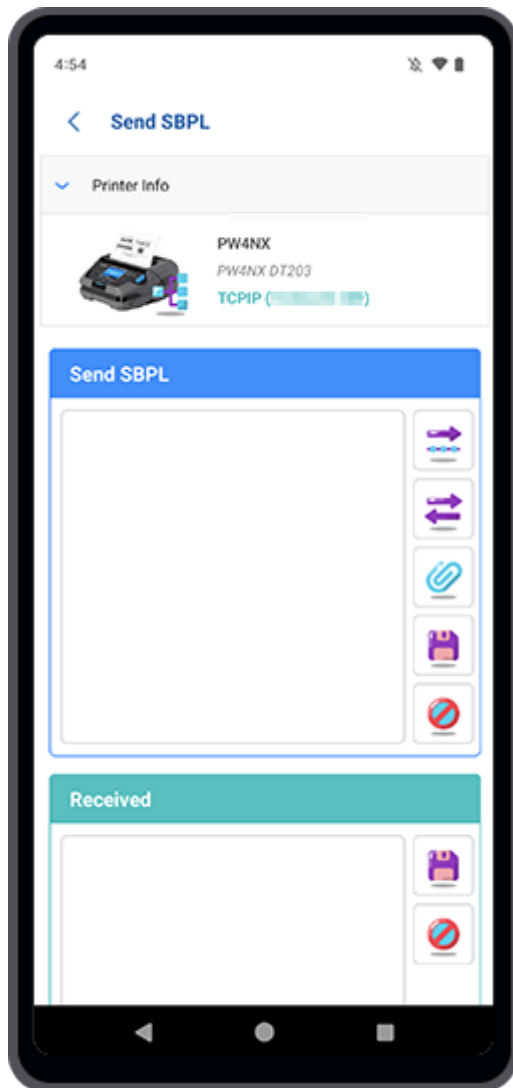 4:54
Send SBPL
Printer Info
PW4NX
PW4NX DT203
TCPIP ( )
Send SBPL
Received